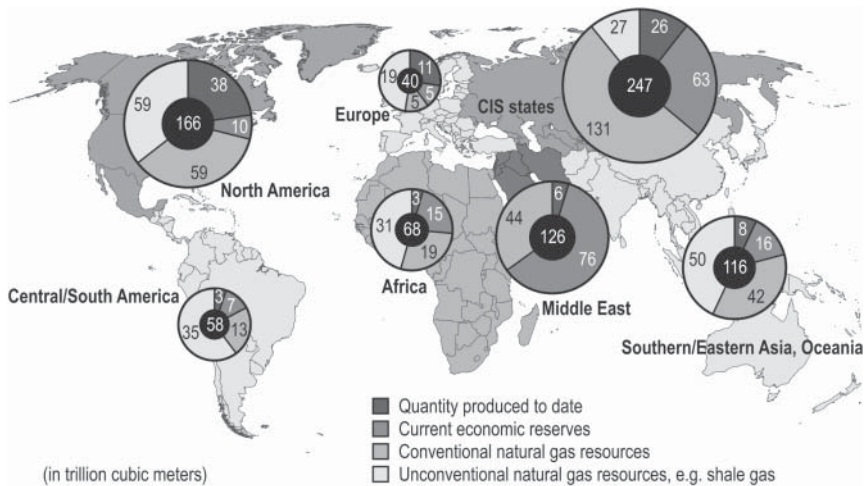 27
26
63
131
247
CIS states
38
10
59
59
166
North America
11
5
5
19
40
Europe
3
15
19
31
68
Africa
6
76
44
126
Middle East
8
16
42
50
116
Southern/Eastern Asia, Oceania
Central/South America
3
7
13
35
58
Quantity produced to date
Current economic reserves
Conventional natural gas resources
Unconventional natural gas resources, e.g. shale gas
(in trillion cubic meters)